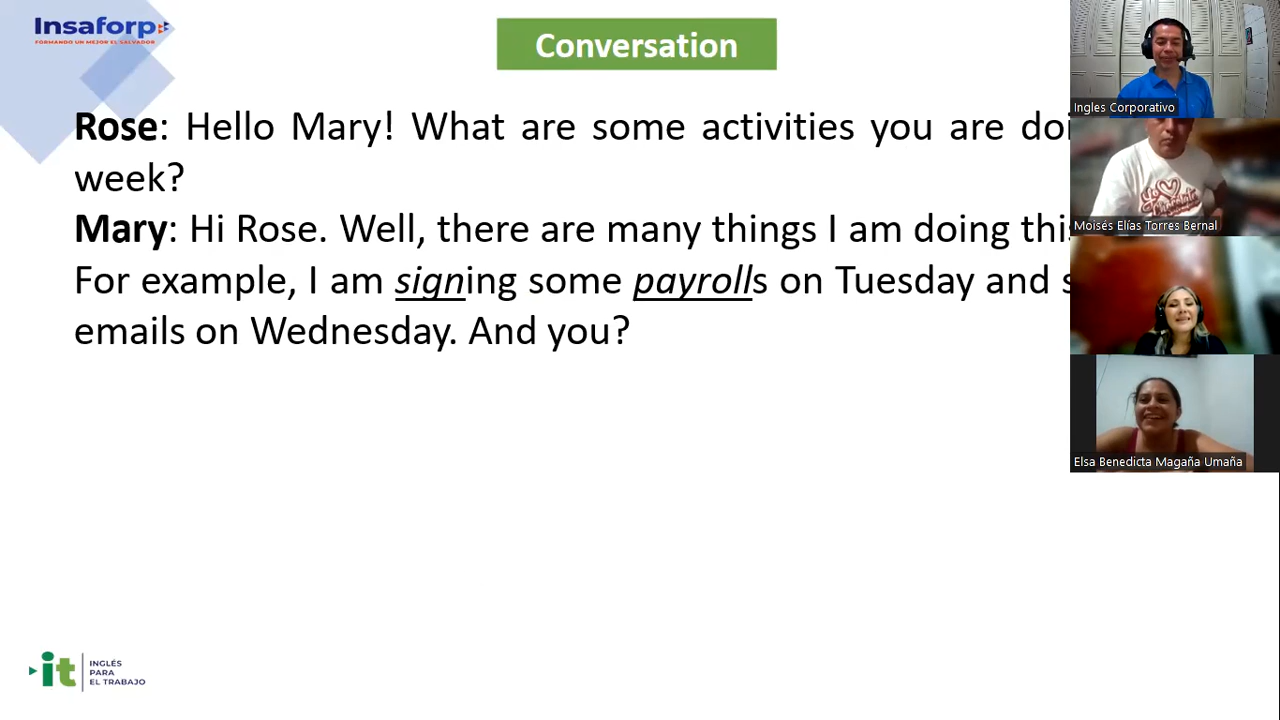 Insaforp
FORMANDO UN MEJOR EL SALVADOR
Conversation
Rose: Hello Mary! What are some activities you are
week?
Mary: Hi Rose. Well, there are many things I am doing
For example, I am signing some payrolls on Tuesday and
emails on Wednesday. And you?
Ingles Corporativo
Moisés Elías Torres Bernal
Elsa Benedicta Magaña Umaña
it
INGLÉS
PARA
EL TRABAJO